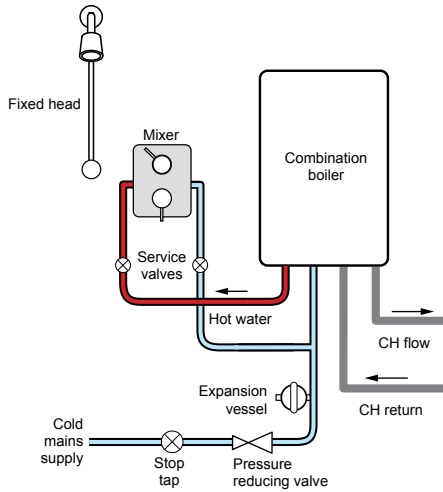 Fixed head
Mixer
Combination
boiler
Service
valves
Hot water
CH flow
Expansion
vessel
CH return
Cold
mains
supply
Stop
tap
Pressure
reducing valve